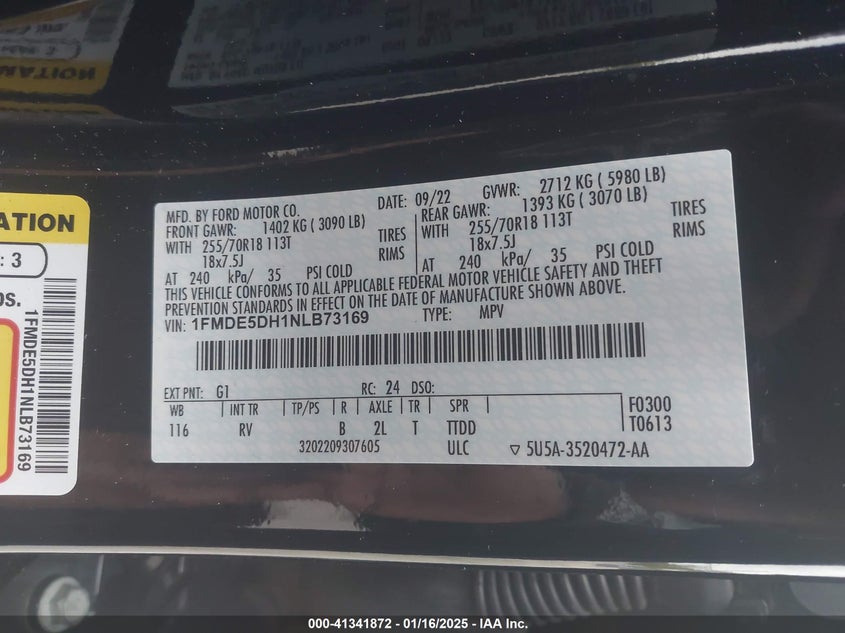 MFD. BY FORD MOTOR CO. DATE: 09/22 GVWR: 2712 KG ( 5980 LB)
FRONT GAWR: 1402 KG ( 3090 LB) REAR GAWR: 1393 KG ( 3070 LB)
WITH 255/70R18 113T TIRES WITH 255/70R18 113T TIRES
18x7.5J RIMS 18x7.5J RIMS
AT 240 kPa/ 35 PSI COLD AT 240 kPa/ 35 PSI COLD
THIS VEHICLE CONFORMS TO ALL APPLICABLE FEDERAL MOTOR VEHICLE SAFETY AND THEFT
PREVENTION STANDARDS IN EFFECT ON THE DATE OF MANUFACTURE SHOWN ABOVE.
VIN: 1FMDE5DH1NLB73169 TYPE: MPV
EXT PNT: G1 RC: 24 DSO:
WB INT TR TP/PS R AXLE TR SPR F0300
116 RV B 2L T TTDD T0613
3202209307605 ULC ▽ 5U5A-3520472-AA
ATION
: 3
os.
1FMDE5DH1NLB73169
000-41341872 - 01/16/2025 - IAA Inc.